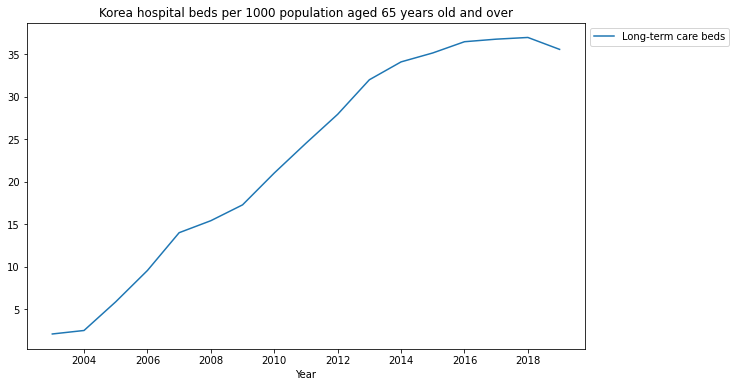 Korea hospital beds per 1000 population aged 65 years old and over
Long-term care beds
35
30
25
20
15
10
5
2004 2006 2008 2010 2012 2014 2016 2018
Year